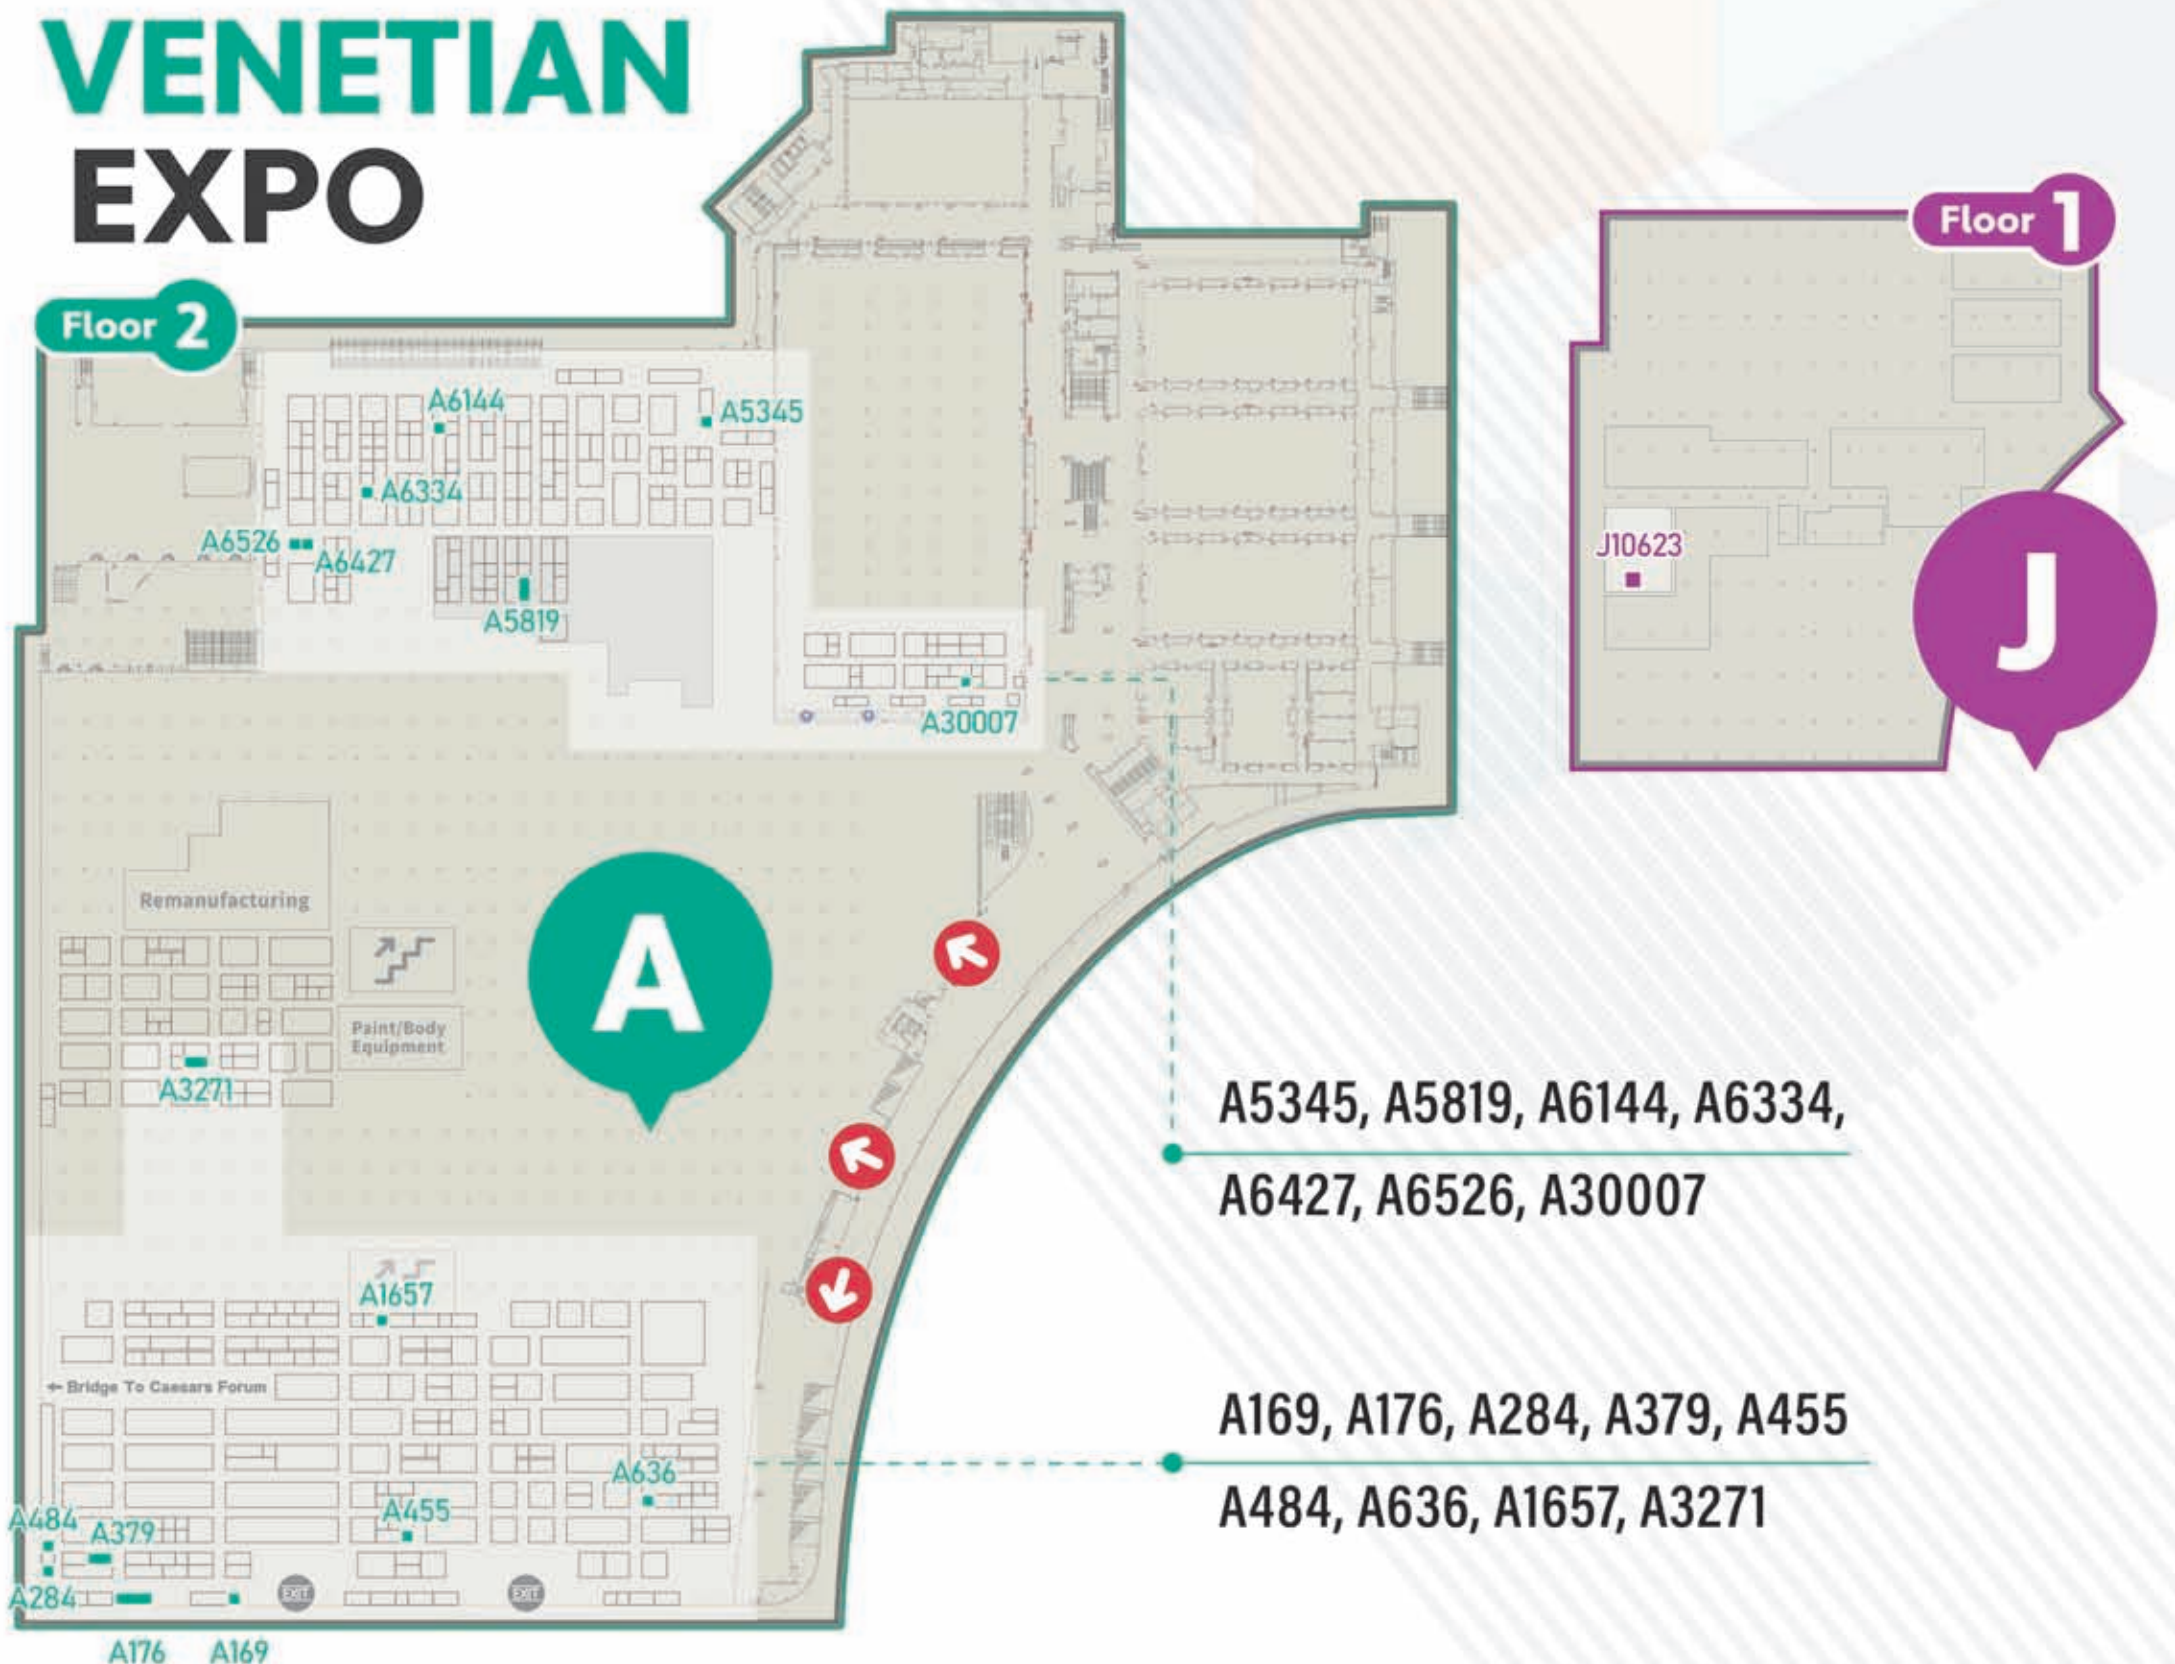 VENETIAN
EXPO
Floor 2
Floor 1
A6144
A5345
A6334
A6526
A6427
A5819
A30007
J10623
J
Remanufacturing
Paint/Body
Equipment
A
A3271
A5345, A5819, A6144, A6334,
A6427, A6526, A30007
A1657
← Bridge To Caesars Forum
A169, A176, A284, A379, A455
A484, A636, A1657, A3271
A636
A484
A379
A455
A284
EXIT
EXIT
A176
A169